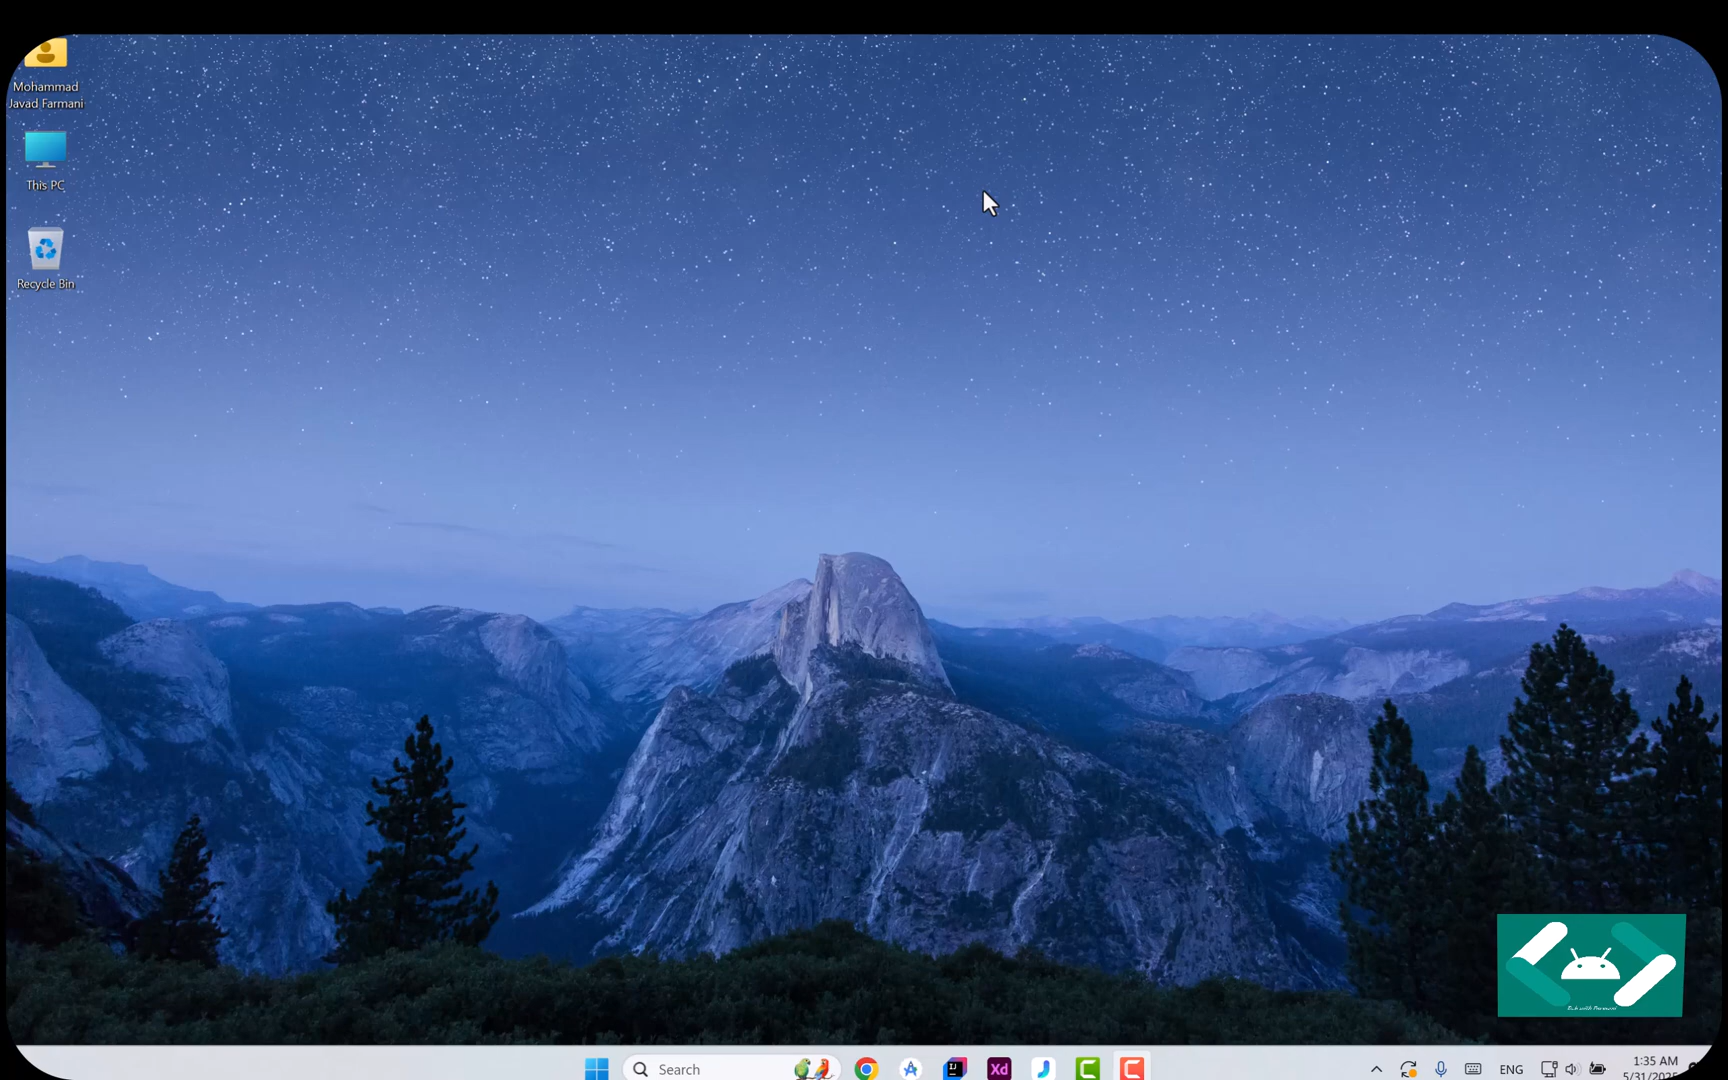 Mohammad
Javad Farmani
This PC
Recycle Bin
Search
Xd
ENG
1:35 AM